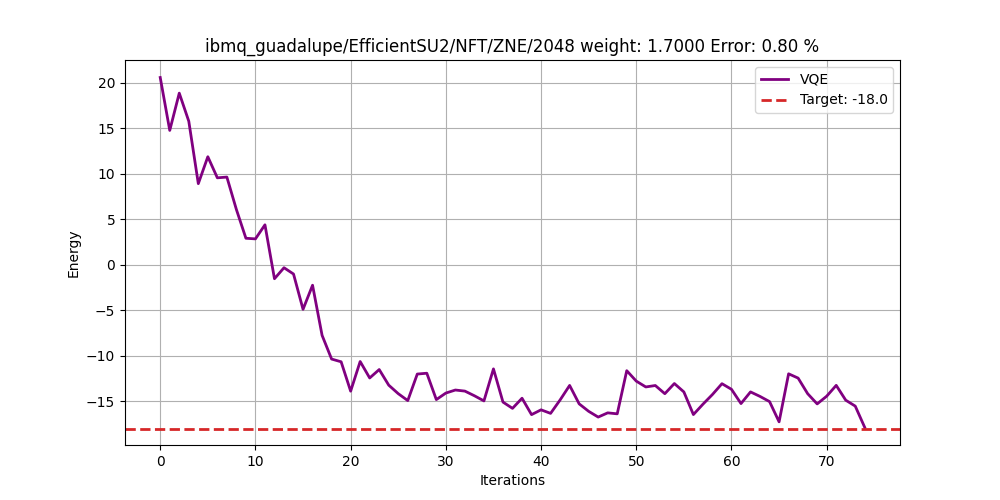 ibmq_guadalupe/EfficientSU2/NFT/ZNE/2048 weight: 1.7000 Error: 0.80 %
VQE
Target: -18.0
20
15
10
5
0
−5
−10
−15
Energy
0 10 20 30 40 50 60 70
Iterations